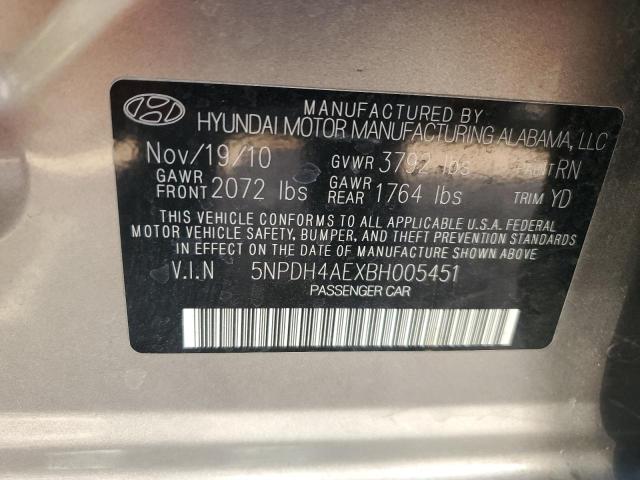 MANUFACTURED BY
HYUNDAI MOTOR MANUFACTURING ALABAMA, LLC
Nov/19/10 GVWR 3792 lbs PAINT RN
GAWR FRONT 2072 lbs GAWR REAR 1764 lbs TRIM YD
THIS VEHICLE CONFORMS TO ALL APPLICABLE U.S.A. FEDERAL
MOTOR VEHICLE SAFETY, BUMPER, AND THEFT PREVENTION STANDARDS
IN EFFECT ON THE DATE OF MANUFACTURE SHOWN ABOVE
V.I.N 5NPDH4AEXBH005451
PASSENGER CAR